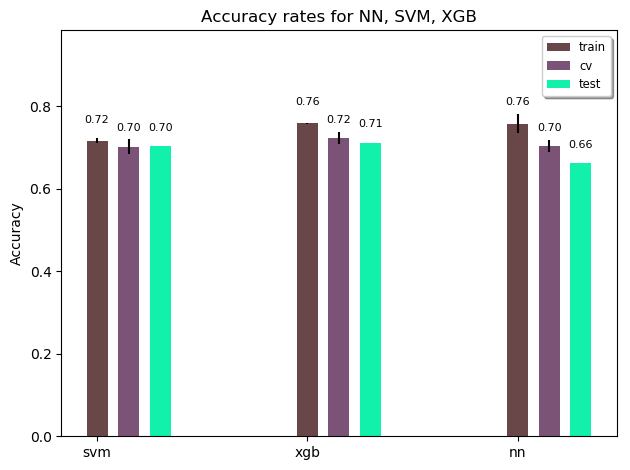 Accuracy rates for NN, SVM, XGB
train
cv
test
Accuracy
0.8
0.6
0.4
0.2
0.0
0.72
0.70
0.70
0.76
0.72
0.71
0.76
0.70
0.66
svm
xgb
nn